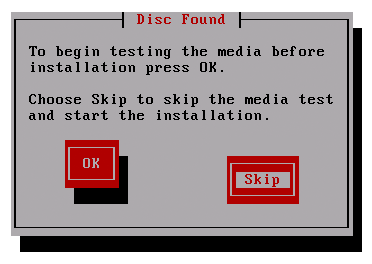 Disc Found
To begin testing the media before
installation press OK.
Choose Skip to skip the media test
and start the installation.
OK
Skip